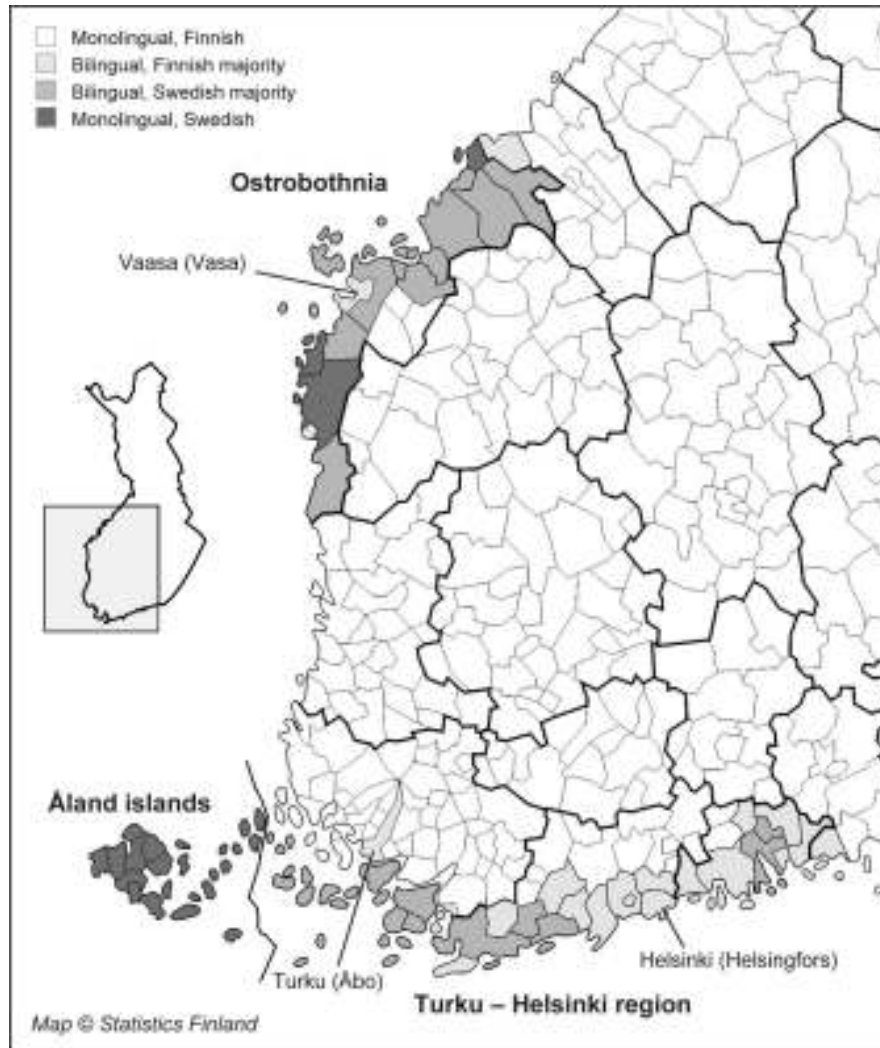 Monolingual, Finnish
Bilingual, Finnish majority
Bilingual, Swedish majority
Monolingual, Swedish
Ostrobothnia
Vaasa (Vasa)
Åland islands
Helsinki (Helsingfors)
Turku (Åbo)
Turku – Helsinki region
Map © Statistics Finland